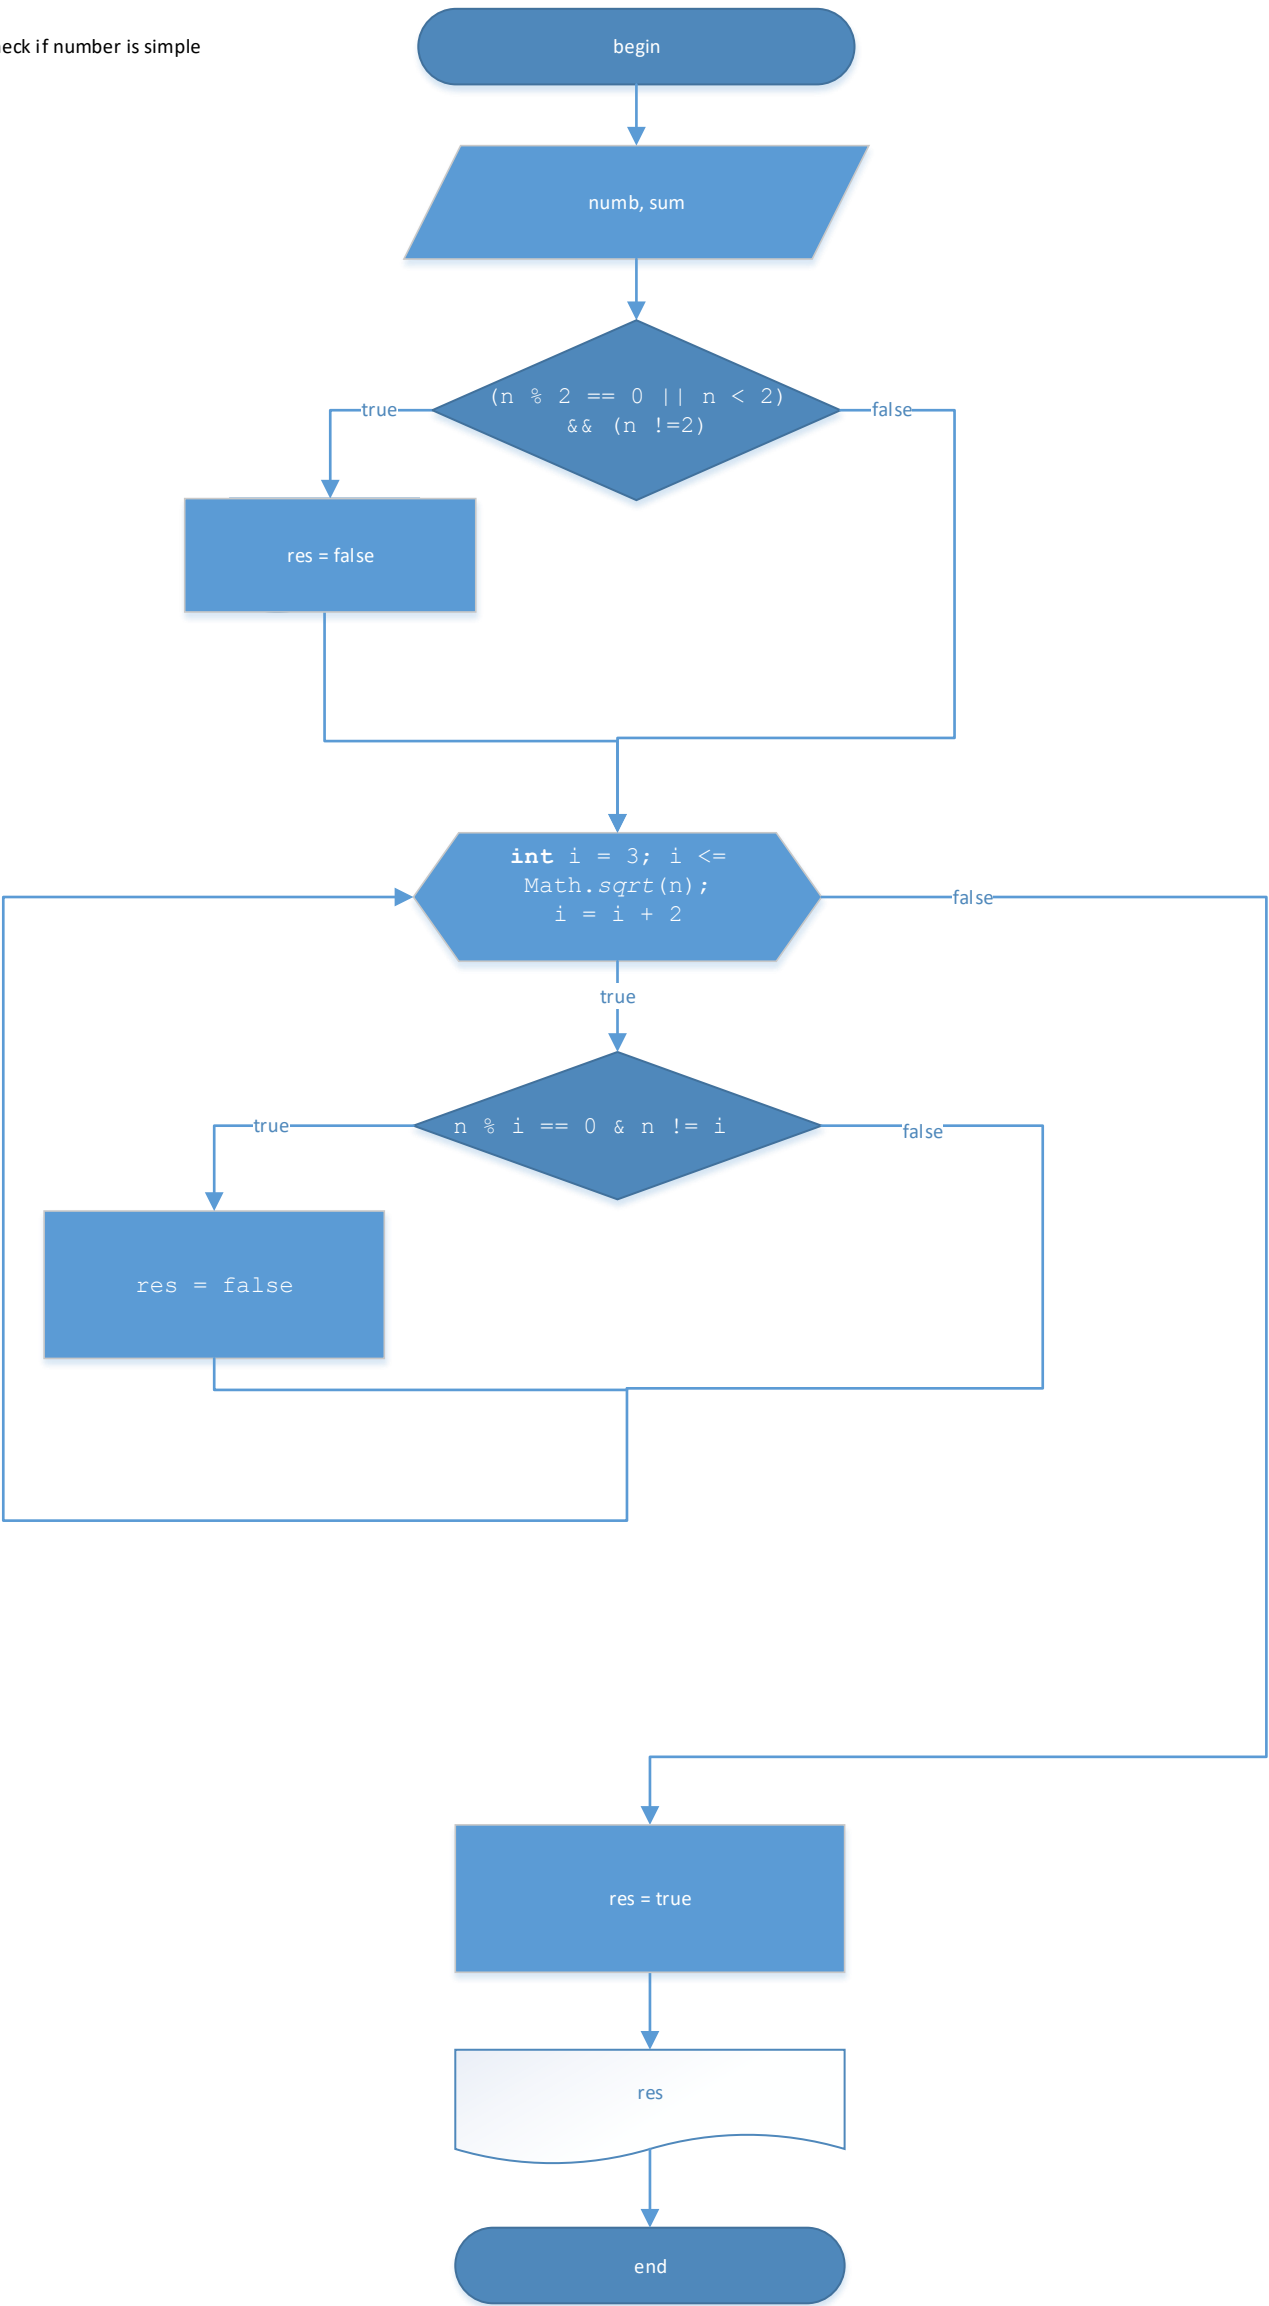 if number is simple
begin
numb, sum
(n % 2 == 0 || n < 2)
&& (n !=2)
true
false
res = false
int i = 3; i <=
Math.sqrt(n);
i = i + 2
false
true
n % i == 0 & n != i
true
false
res = false
res = true
res
end